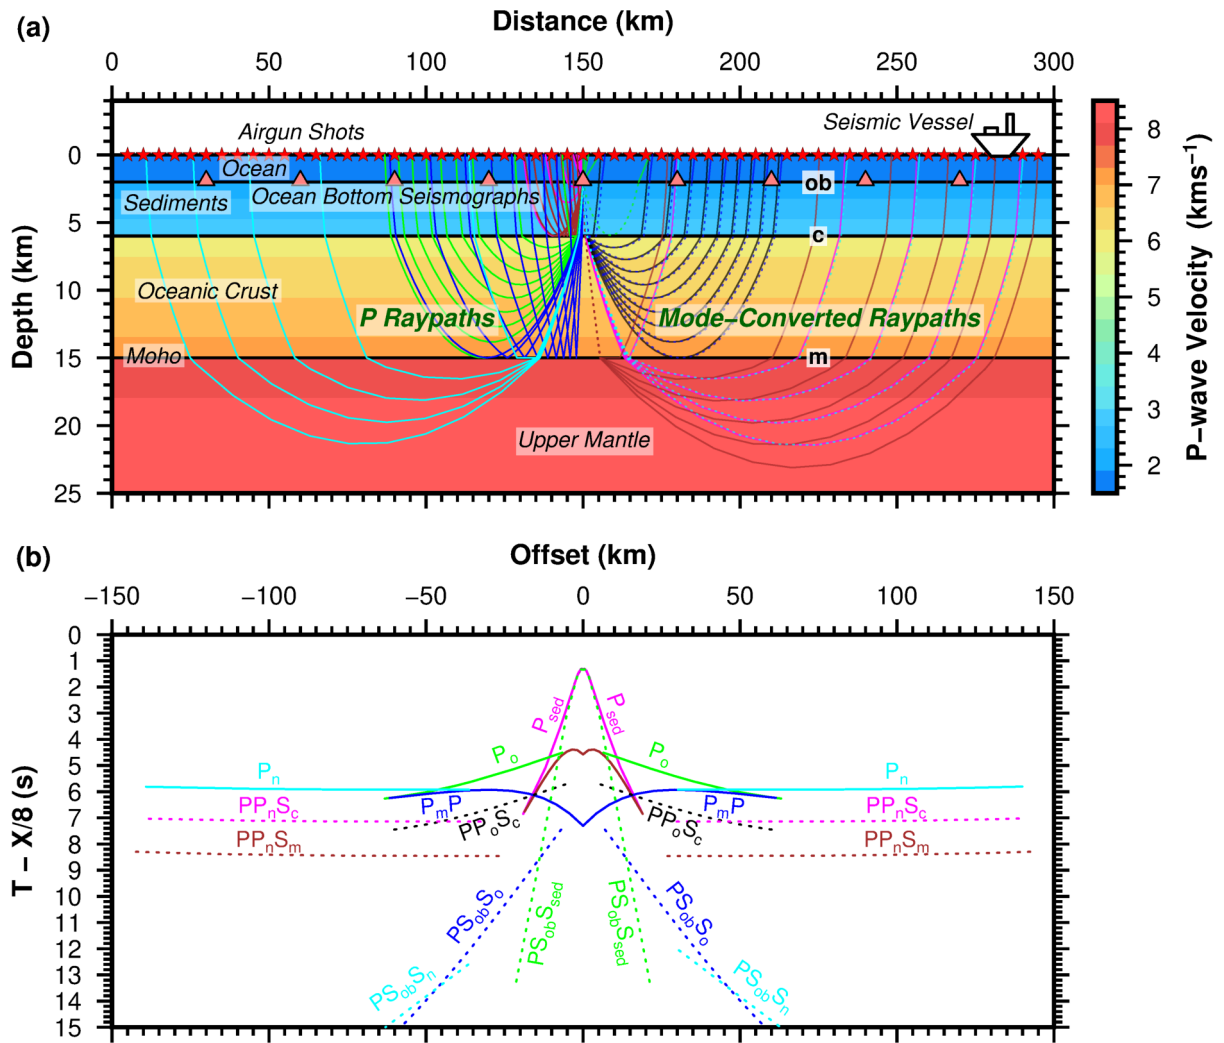 (a)
Distance (km)
0 50 100 150 200 250 300
Airgun Shots
Seismic Vessel
Ocean
ob
Sediments
Ocean Bottom Seismographs
c
Oceanic Crust
P Raypaths
Mode-Converted Raypaths
Moho
m
Upper Mantle
0
5
10
15
20
25
Depth (km)
8
7
6
5
4
3
2
P-wave Velocity (kms⁻¹)
(b)
Offset (km)
−150 −100 −50 0 50 100 150
0
1
2
3
4
5
6
7
8
9
10
11
12
13
14
15
T − X/8 (s)
Psed Psed
Po Po
Pn Pn
PmP PmP
PPnSc PPnSc
PPoSc PPoSc
PPnSm PPnSm
PSobSo PSobSo
PSobSsed PSobSsed
PSobSn PSobSn